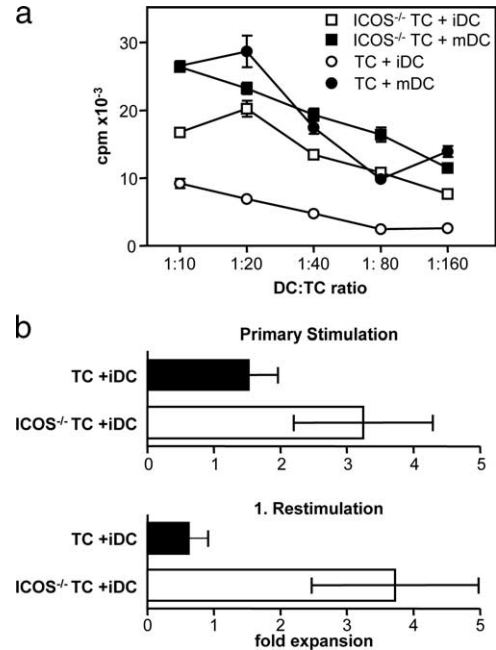 a
ICOS-/- TC + iDC
ICOS-/- TC + mDC
TC + iDC
TC + mDC
cpm x10-3
30
20
10
0
1:10 1:20 1:40 1: 80 1:160
DC:TC ratio
b
Primary Stimulation
TC +iDC
ICOS-/- TC +iDC
0 1 2 3 4 5
1. Restimulation
TC +iDC
ICOS-/- TC +iDC
0 1 2 3 4 5
fold expansion